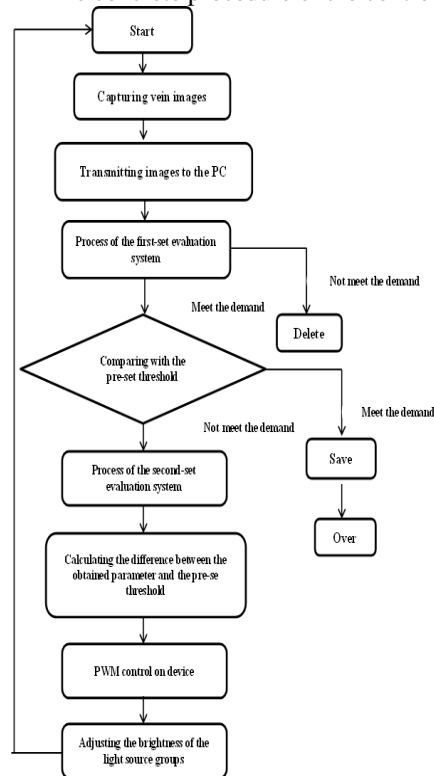 Start
Capturing vein images
Transmitting images to the PC
Process of the first-set evaluation
system
Not meet the demand
Meet the demand
Delete
Comparing with the
pre-set threshold
Meet the demand
Not meet the demand
Save
Process of the second-set
evaluation system
Over
Calculating the difference between the
obtained parameter and the pre-se
threshold
PWM control on device
Adjusting the brightness of the
light source groups